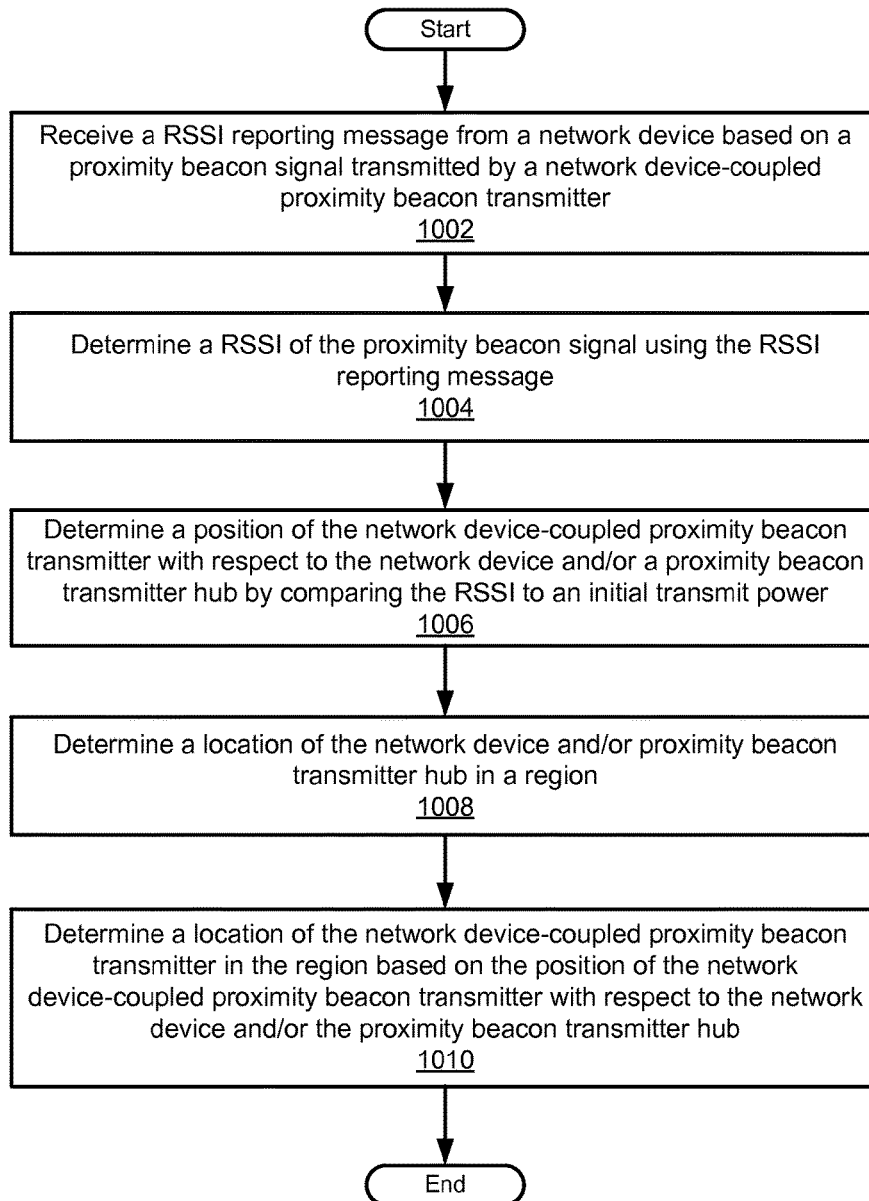 Start
Receive a RSSI reporting message from a network device based on a
proximity beacon signal transmitted by a network device-coupled
proximity beacon transmitter
1002
Determine a RSSI of the proximity beacon signal using the RSSI
reporting message
1004
Determine a position of the network device-coupled proximity beacon
transmitter with respect to the network device and/or a proximity beacon
transmitter hub by comparing the RSSI to an initial transmit power
1006
Determine a location of the network device and/or proximity beacon
transmitter hub in a region
1008
Determine a location of the network device-coupled proximity beacon
transmitter in the region based on the position of the network
device-coupled proximity beacon transmitter with respect to the network
device and/or the proximity beacon transmitter hub
1010
End